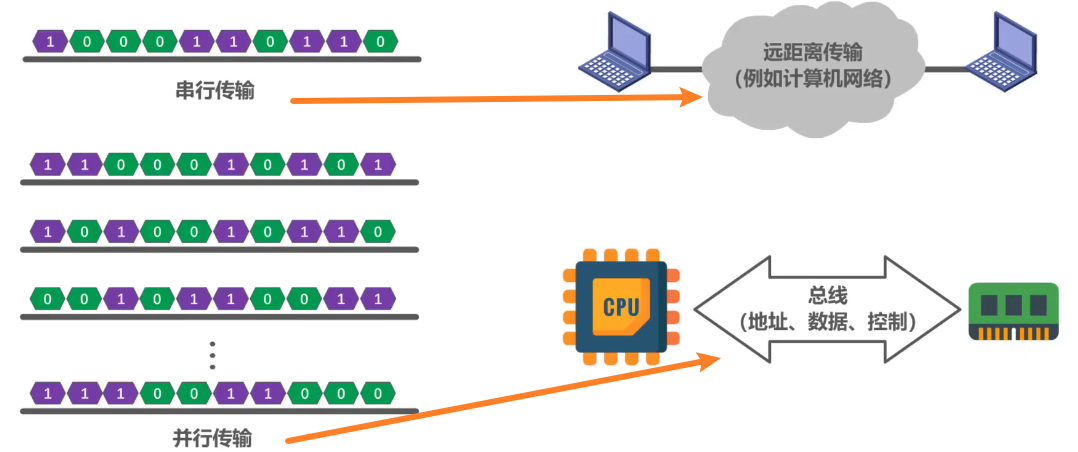 1 0 0 0 1 1 0 1 1 0
串行传输
远距离传输
（例如计算机网络）
1 1 0 0 0 1 0 1 0 1
1 0 1 0 0 1 0 1 1 0
0 0 1 0 1 1 0 0 1 1
1 1 1 0 0 1 1 0 0 0
并行传输
CPU
总线
（地址、数据、控制）